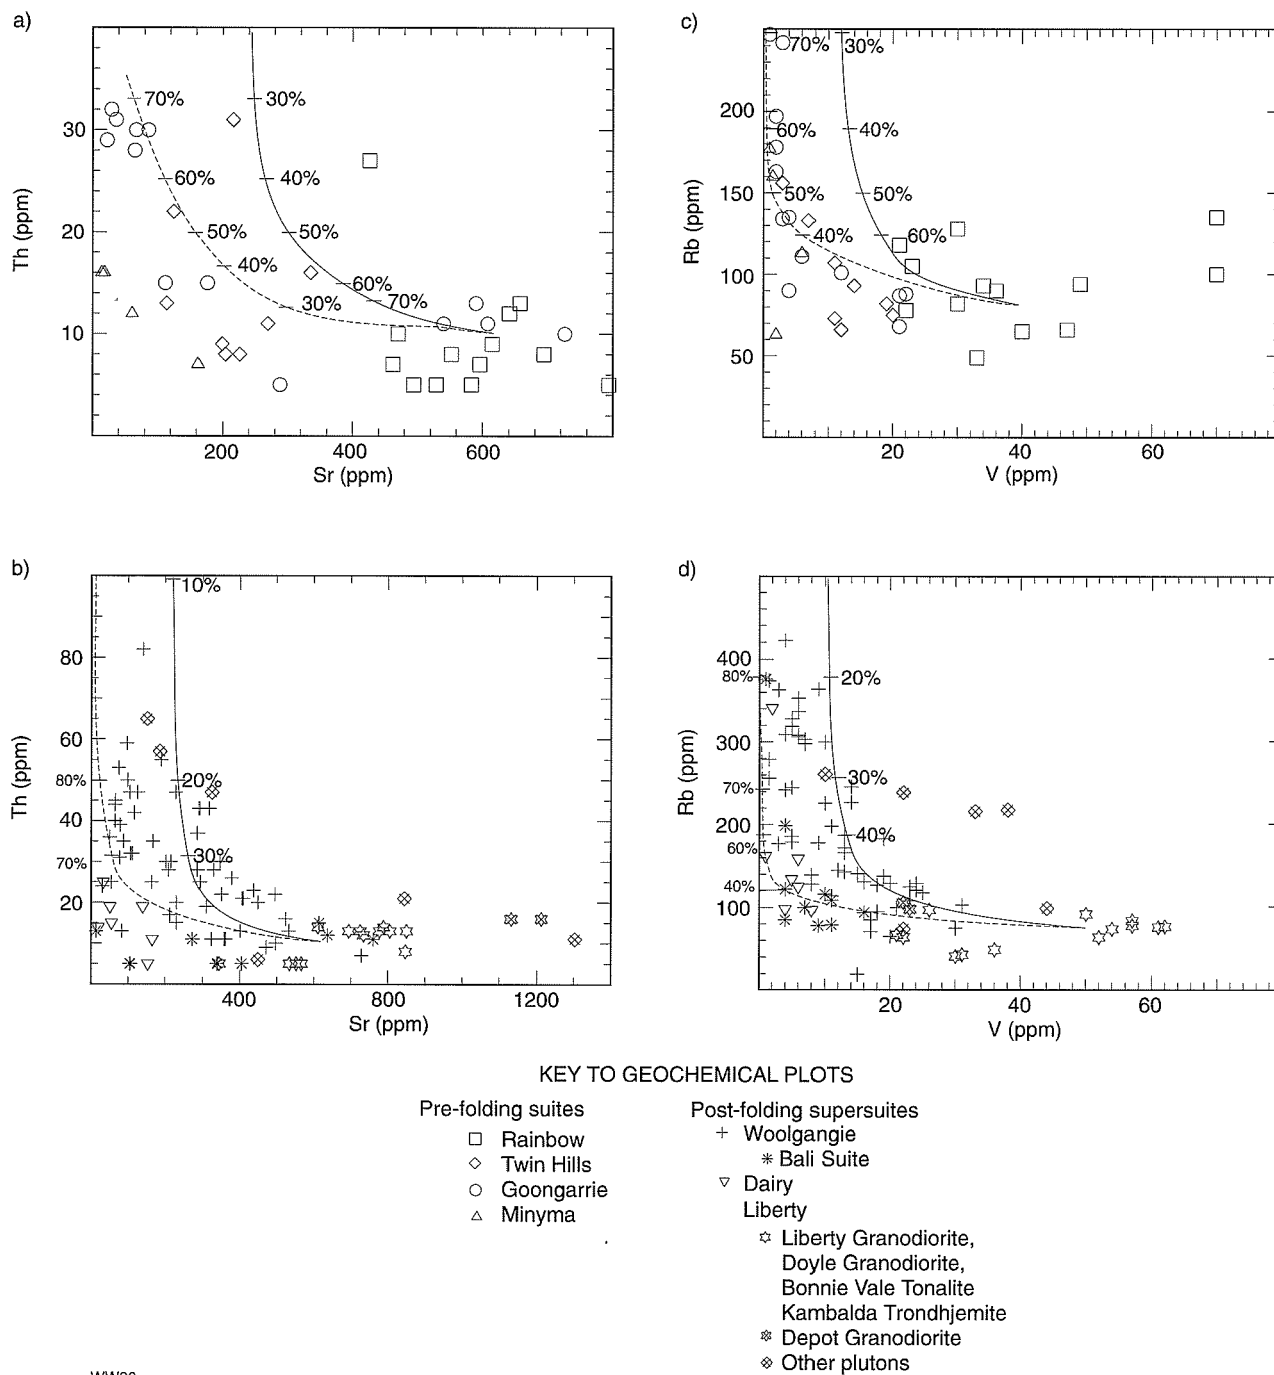 a)
70%
30%
30
60%
40%
Th (ppm)
20
50%
50%
40%
60%
30%
70%
10
200
400
600
Sr (ppm)
c)
70%
30%
200
60%
40%
150
50%
50%
Rb (ppm)
40%
60%
100
50
20
40
60
V (ppm)
b)
10%
80
60
Th (ppm)
80%
20%
40
70%
30%
20
400
800
1200
Sr (ppm)
d)
400
80%
20%
300
70%
30%
Rb (ppm)
200
60%
40%
40%
100
20
40
60
V (ppm)
KEY TO GEOCHEMICAL PLOTS
Pre-folding suites
Rainbow
Twin Hills
Goongarrie
Minyma
Post-folding supersuites
Woolgangie
Bali Suite
Dairy
Liberty
Liberty Granodiorite,
Doyle Granodiorite,
Bonnie Vale Tonalite
Kambalda Trondhjemite
Depot Granodiorite
Other plutons